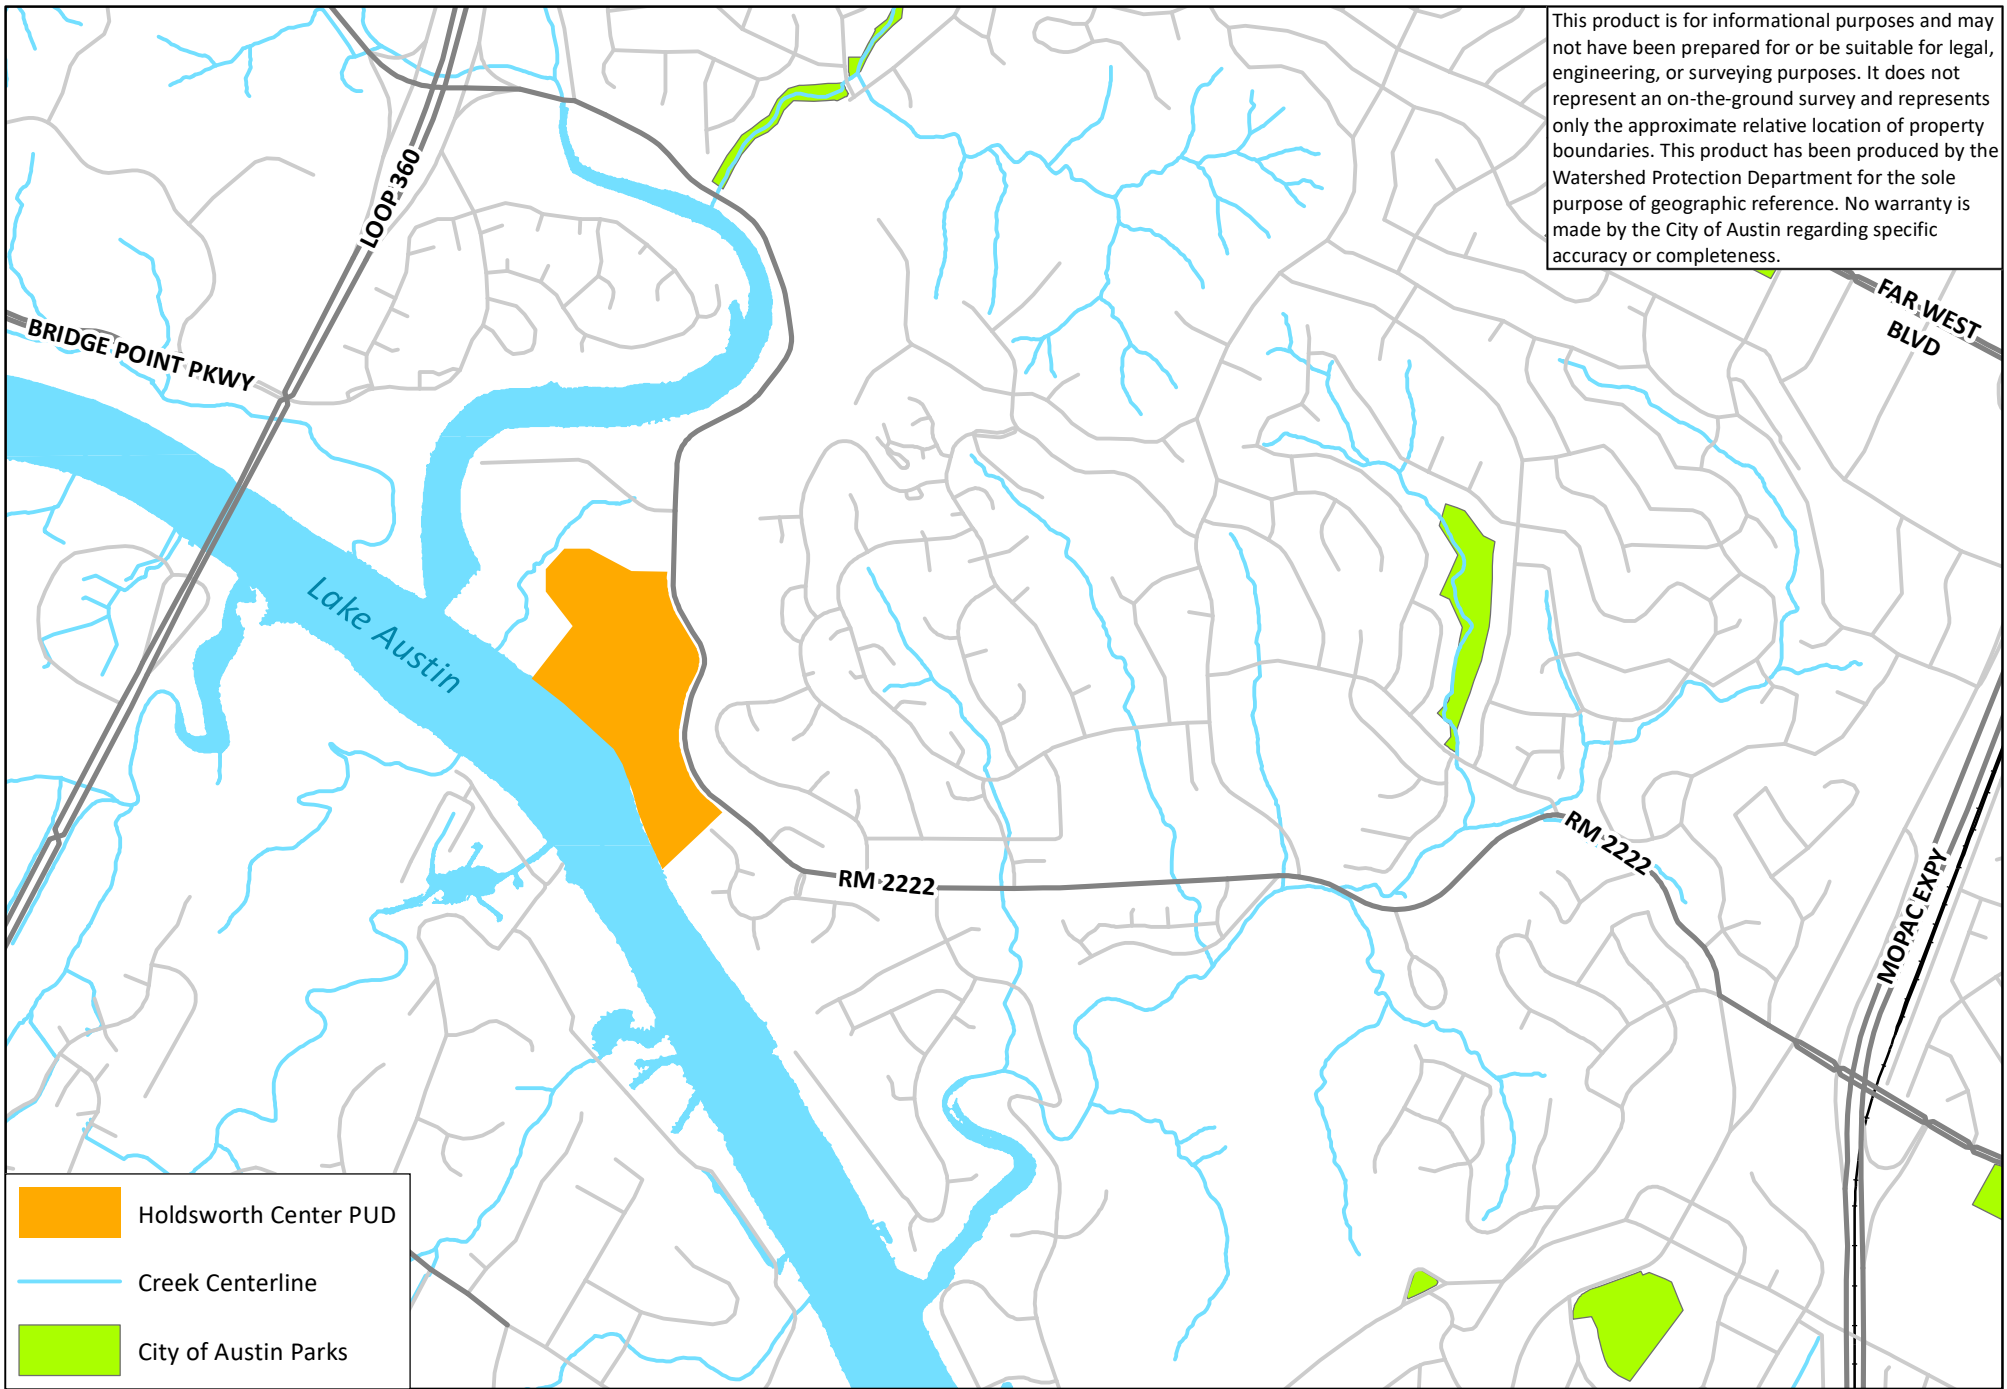 This product is for informational purposes and may
not have been prepared for or be suitable for legal,
engineering, or surveying purposes. It does not
represent an on-the-ground survey and represents
only the approximate relative location of property
boundaries. This product has been produced by the
Watershed Protection Department for the sole
purpose of geographic reference. No warranty is
made by the City of Austin regarding specific
accuracy or completeness.
LOOP 360
FAR WEST
BLVD
BRIDGE POINT PKWY
Lake Austin
RM 2222
RM 2222
MOPAC EXPY
Holdsworth Center PUD
Creek Centerline
City of Austin Parks